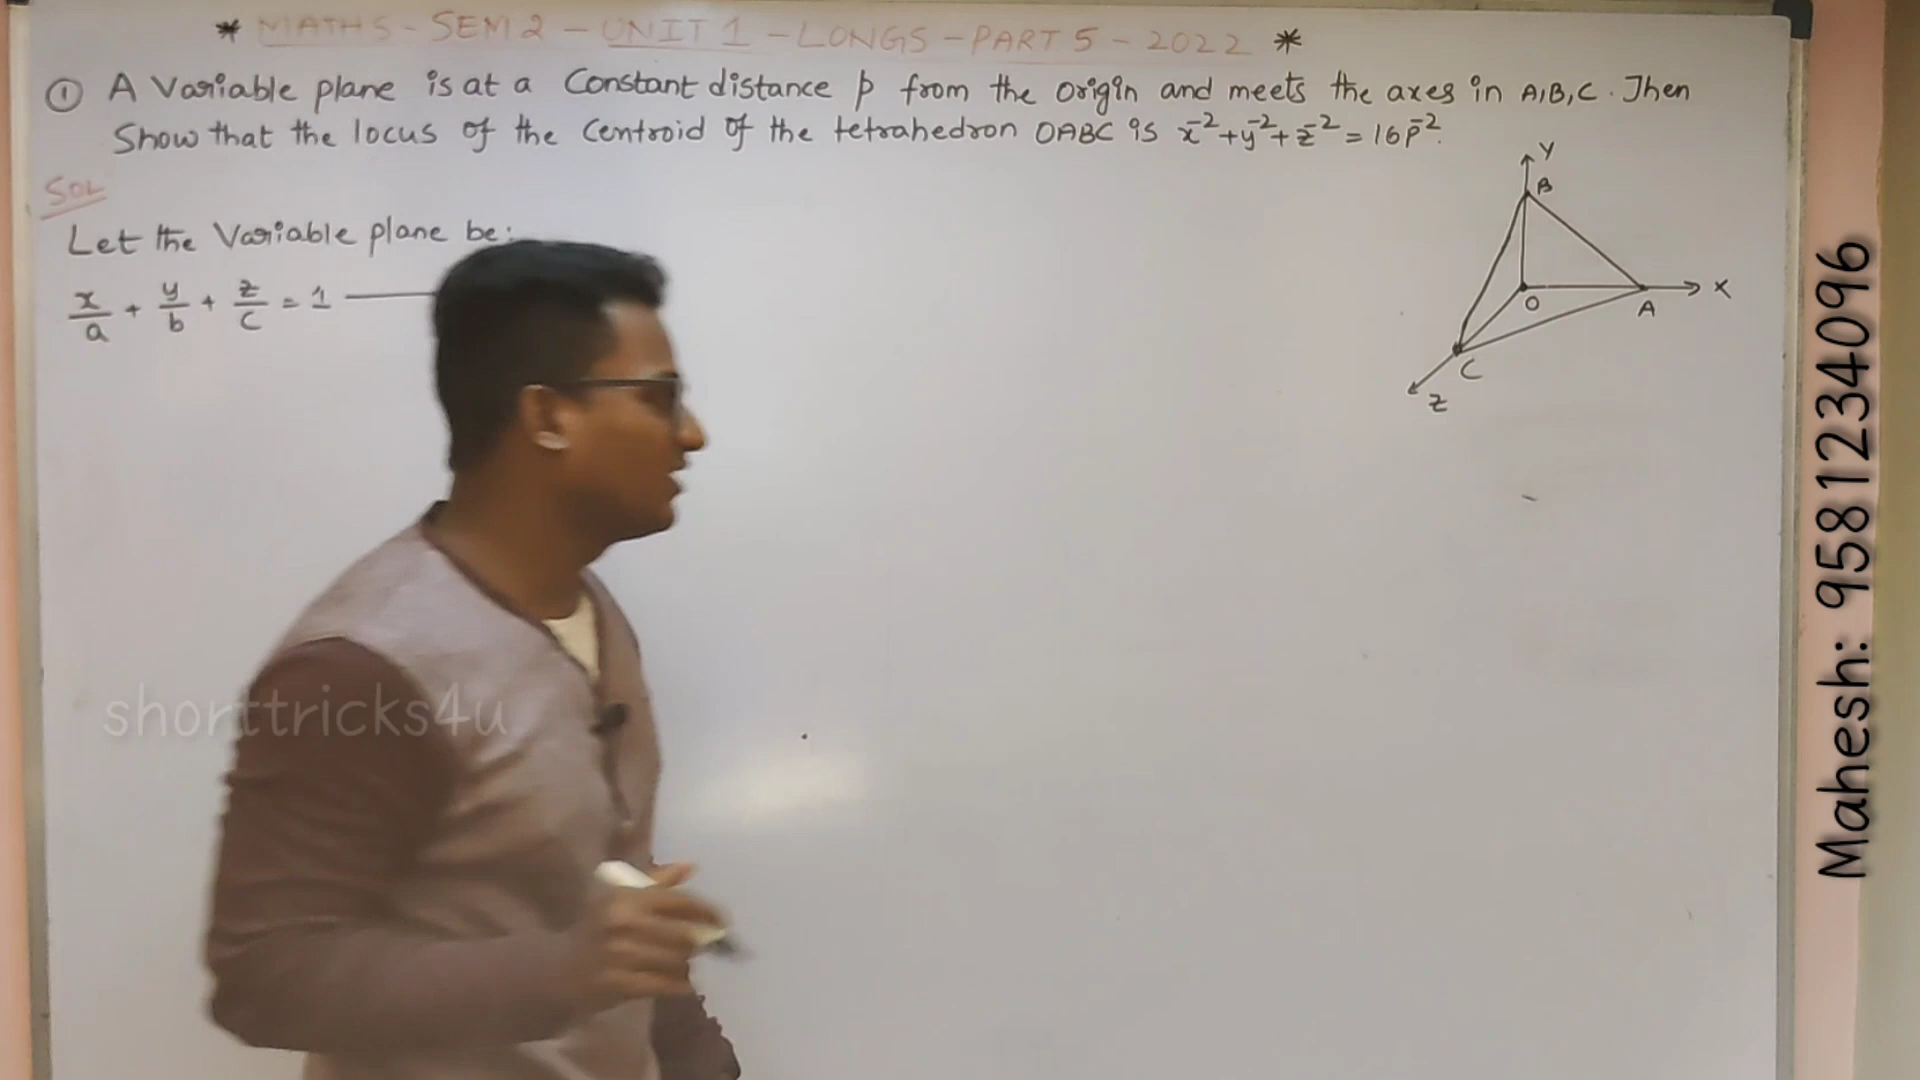 * MATHS - SEM 2 - UNIT 1 - LONGS - PART 5 - 2022 *
① A Variable plane is at a Constant distance p from the origin and meets the axes in A,B,C. Then
Show that the locus of the Centroid of the tetrahedron OABC is x⁻²+y⁻²+z⁻² = 16p⁻².
SOL
Let the Variable plane be:
x/a + y/b + z/c = 1
Y
B
O
A
X
C
Z
shorttricks4u
Mahesh: 9581234096